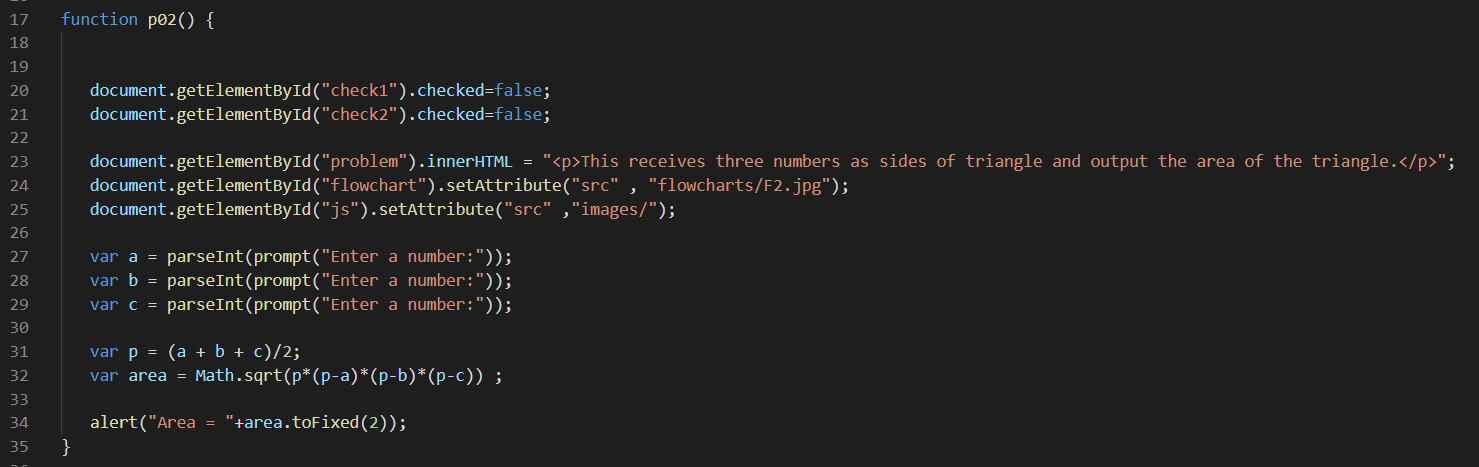 17 function p02() {
18
19
20 document.getElementById("check1").checked=false;
21 document.getElementById("check2").checked=false;
22
23 document.getElementById("problem").innerHTML = "<p>This receives three numbers as sides of triangle and output the area of the triangle.</p>";
24 document.getElementById("flowchart").setAttribute("src" , "flowcharts/F2.jpg");
25 document.getElementById("js").setAttribute("src" ,"images/");
26
27 var a = parseInt(prompt("Enter a number:"));
28 var b = parseInt(prompt("Enter a number:"));
29 var c = parseInt(prompt("Enter a number:"));
30
31 var p = (a + b + c)/2;
32 var area = Math.sqrt(p*(p-a)*(p-b)*(p-c)) ;
33
34 alert("Area = "+area.toFixed(2));
35 }